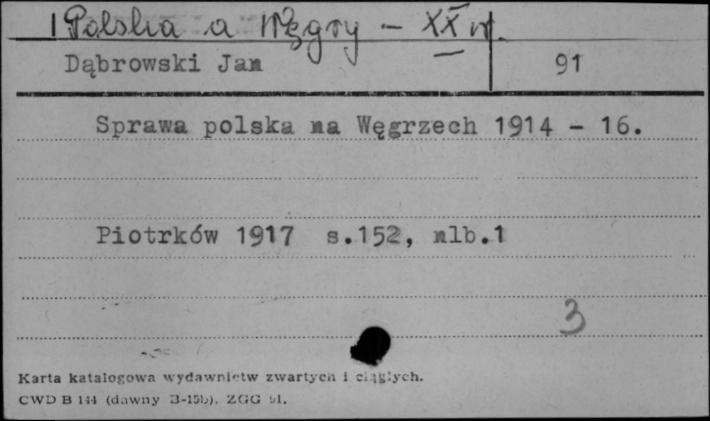 1 Polska a Węgry - XX w.
Dąbrowski Jan 91
Sprawa polska na Węgrzech 1914 - 16.
Piotrków 1917 s.152, nlb.1
3
Karta katalogowa wydawnictw zwartych i ciągłych.
CWD B 144 (dawny B-15b). ZGG 51.